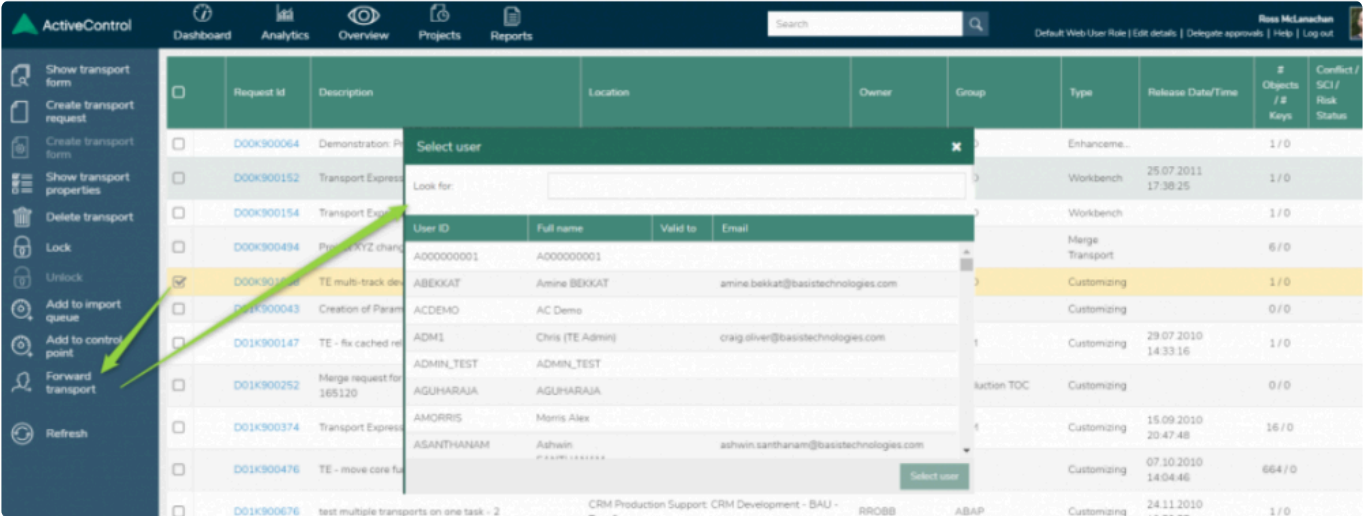 ActiveControl
Dashboard
Analytics
Overview
Projects
Reports
Search
Ross McLanachan
Default Web User Role | Edit details | Delegate approvals | Help | Log out
Show transport
form
Create transport
request
Create transport
form
Show transport
properties
Delete transport
Lock
Unlock
Add to import
queue
Add to control
point
Forward
transport
Refresh
Request Id
Description
Location
Owner
Group
Type
Release Date/Time
#
Objects
/ #
Keys
Conflict /
SCI /
Risk
Status
D00K900064 Demonstration: Enhanceme.. 1 / 0
D00K900152 Transport Express Workbench 25.07.2011 1 / 0
17:38:25
D00K900154 Transport Workbench 1 / 0
D00K900494 XYZ chang Merge 6 / 0
Transport
TE multi-track dev Customizing 1 / 0
D01K900043 Creation of Param Customizing 0 / 0
D01K900147 TE - fix cached rel Customizing 29.07.2010 1 / 0
14:33:16
D01K900252 Merge request for uction TOC Customizing 0 / 0
165120
D01K900374 Transport Express Customizing 15.09.2010 16 / 0
20:47:48
D01K900476 TE - move core fu Customizing 07.10.2010 664 / 0
14:04:46
D01K900676 test multiple transports on one task - 2 CRM Production Support: CRM Development - BAU - RROBB ABAP Customizing 24.11.2010 1 / 0
Select user
Look for:
User ID Full name Valid to Email
A000000001 A000000001
ABEKKAT Amine BEKKAT amine.bekkat@basistechnologies.com
ACDEMO AC Demo
ADM1 Chris (TE Admin) craig.oliver@basistechnologies.com
ADMIN_TEST ADMIN_TEST
AGUHARAJA AGUHARAJA
AMORRIS Morris Alex
ASANTHANAM Ashwin ashwin.santhanam@basistechnologies.com
SANTHANAM
Select user